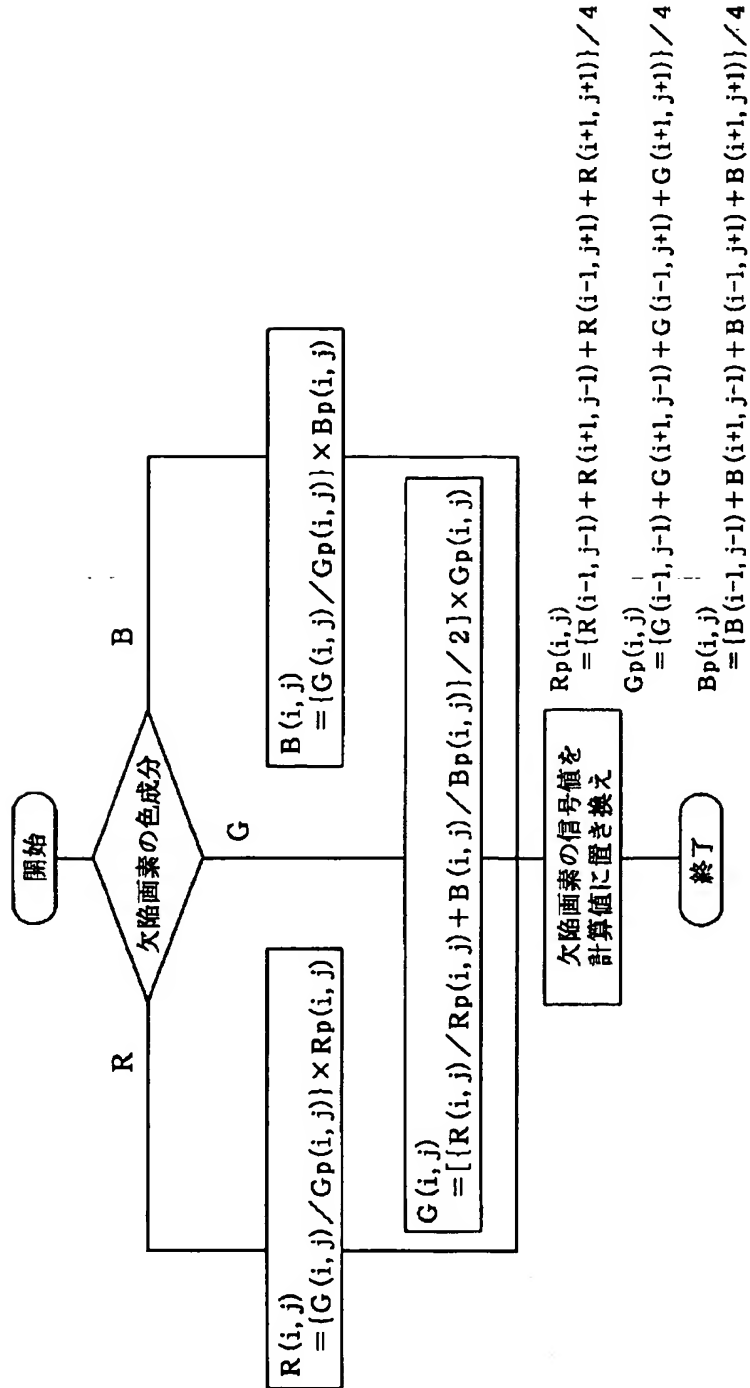 開始
欠陥画素の色成分
R
G
B
R(i,j)
={G(i,j)/Gp(i,j)}×Rp(i,j)
B(i,j)
={G(i,j)/Gp(i,j)}×Bp(i,j)
G(i,j)
=[{R(i,j)/Rp(i,j)+B(i,j)/Bp(i,j)}/2]×Gp(i,j)
欠陥画素の信号値を
計算値に置き換え
終了
Rp(i,j)
={R(i-1,j-1)+R(i+1,j-1)+R(i-1,j+1)+R(i+1,j+1)}/4
Gp(i,j)
={G(i-1,j-1)+G(i+1,j-1)+G(i-1,j+1)+G(i+1,j+1)}/4
Bp(i,j)
={B(i-1,j-1)+B(i+1,j-1)+B(i-1,j+1)+B(i+1,j+1)}/4